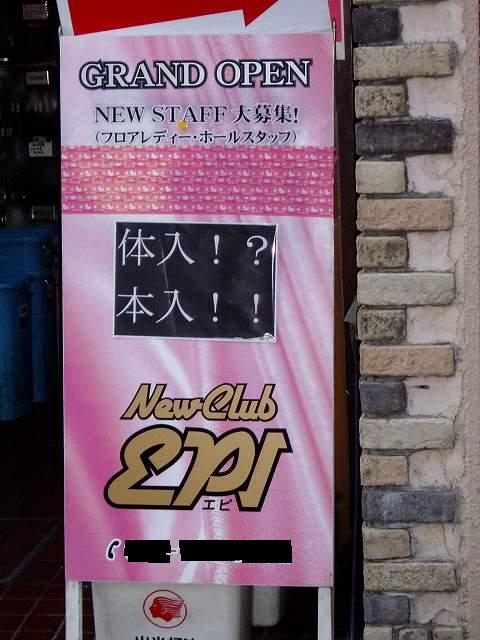 GRAND OPEN
NEW STAFF 大募集!
(フロアレディー・ホールスタッフ)
体入！？
本入！！
New Club
EPI
エピ